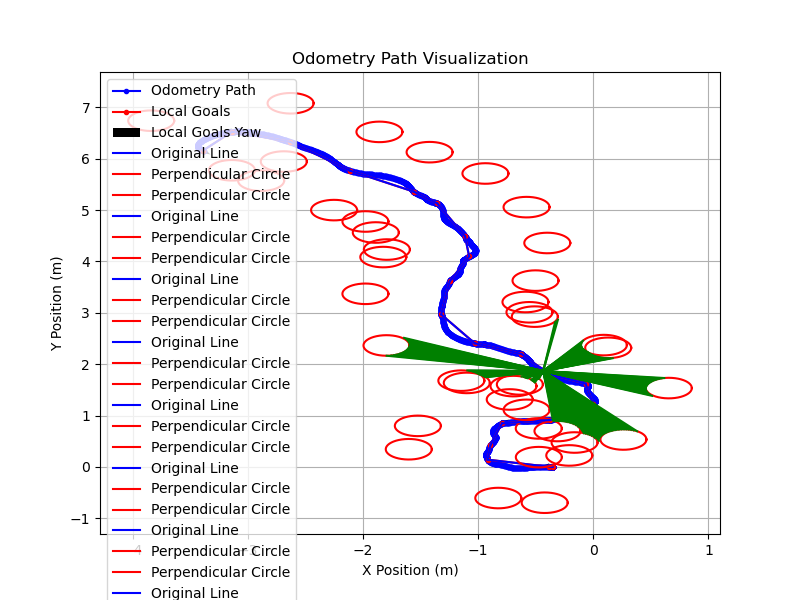 Odometry Path Visualization
Odometry Path
Local Goals
Local Goals Yaw
Original Line
Perpendicular Circle
Perpendicular Circle
Original Line
Perpendicular Circle
Perpendicular Circle
Original Line
Perpendicular Circle
Perpendicular Circle
Original Line
Perpendicular Circle
Perpendicular Circle
Original Line
Perpendicular Circle
Perpendicular Circle
Original Line
Perpendicular Circle
Perpendicular Circle
Original Line
Perpendicular Circle
Perpendicular Circle
Original Line
7
6
5
4
3
2
1
0
−1
Y Position (m)
−4
−3
−2
−1
0
1
X Position (m)